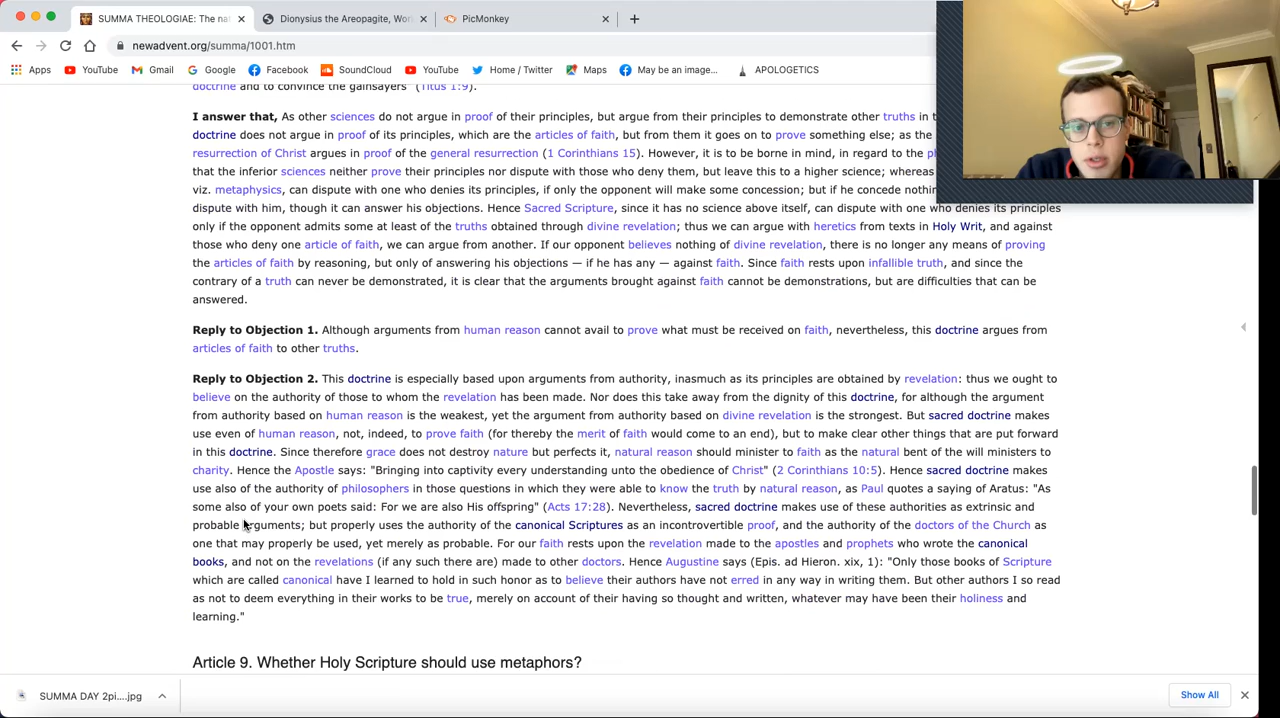 SUMMA THEOLOGIAE: The na
Dionysius the Areopagite, Wor
PicMonkey
newadvent.org/summa/1001.htm
Apps
YouTube
Gmail
Google
Facebook
SoundCloud
YouTube
Home / Twitter
Maps
May be an image...
APOLOGETICS
doctrine and to convince the gainsayers" (Titus 1:9).
I answer that, As other sciences do not argue in proof of their principles, but argue from their principles to demonstrate other truths in t
doctrine does not argue in proof of its principles, which are the articles of faith, but from them it goes on to prove something else; as the
resurrection of Christ argues in proof of the general resurrection (1 Corinthians 15). However, it is to be borne in mind, in regard to the ph
that the inferior sciences neither prove their principles nor dispute with those who deny them, but leave this to a higher science; whereas
viz. metaphysics, can dispute with one who denies its principles, if only the opponent will make some concession; but if he concede nothin
dispute with him, though it can answer his objections. Hence Sacred Scripture, since it has no science above itself, can dispute with one who denies its principles
only if the opponent admits some at least of the truths obtained through divine revelation; thus we can argue with heretics from texts in Holy Writ, and against
those who deny one article of faith, we can argue from another. If our opponent believes nothing of divine revelation, there is no longer any means of proving
the articles of faith by reasoning, but only of answering his objections — if he has any — against faith. Since faith rests upon infallible truth, and since the
contrary of a truth can never be demonstrated, it is clear that the arguments brought against faith cannot be demonstrations, but are difficulties that can be
answered.
Reply to Objection 1. Although arguments from human reason cannot avail to prove what must be received on faith, nevertheless, this doctrine argues from
articles of faith to other truths.
Reply to Objection 2. This doctrine is especially based upon arguments from authority, inasmuch as its principles are obtained by revelation: thus we ought to
believe on the authority of those to whom the revelation has been made. Nor does this take away from the dignity of this doctrine, for although the argument
from authority based on human reason is the weakest, yet the argument from authority based on divine revelation is the strongest. But sacred doctrine makes
use even of human reason, not, indeed, to prove faith (for thereby the merit of faith would come to an end), but to make clear other things that are put forward
in this doctrine. Since therefore grace does not destroy nature but perfects it, natural reason should minister to faith as the natural bent of the will ministers to
charity. Hence the Apostle says: "Bringing into captivity every understanding unto the obedience of Christ" (2 Corinthians 10:5). Hence sacred doctrine makes
use also of the authority of philosophers in those questions in which they were able to know the truth by natural reason, as Paul quotes a saying of Aratus: "As
some also of your own poets said: For we are also His offspring" (Acts 17:28). Nevertheless, sacred doctrine makes use of these authorities as extrinsic and
probable arguments; but properly uses the authority of the canonical Scriptures as an incontrovertible proof, and the authority of the doctors of the Church as
one that may properly be used, yet merely as probable. For our faith rests upon the revelation made to the apostles and prophets who wrote the canonical
books, and not on the revelations (if any such there are) made to other doctors. Hence Augustine says (Epis. ad Hieron. xix, 1): "Only those books of Scripture
which are called canonical have I learned to hold in such honor as to believe their authors have not erred in any way in writing them. But other authors I so read
as not to deem everything in their works to be true, merely on account of their having so thought and written, whatever may have been their holiness and
learning."
Article 9. Whether Holy Scripture should use metaphors?
SUMMA DAY 2pi....jpg
Show All